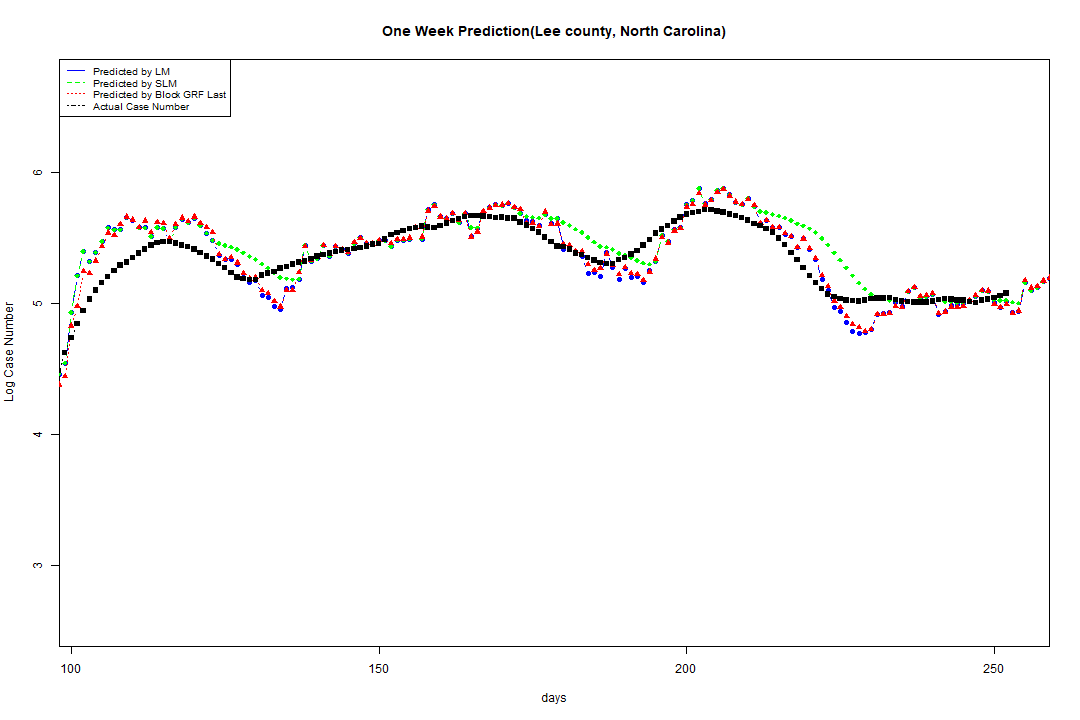 One Week Prediction(Lee county, North Carolina)
Predicted by LM
Predicted by SLM
Predicted by Block GRF Last
Actual Case Number
6
5
4
3
Log Case Number
100 150 200 250
days